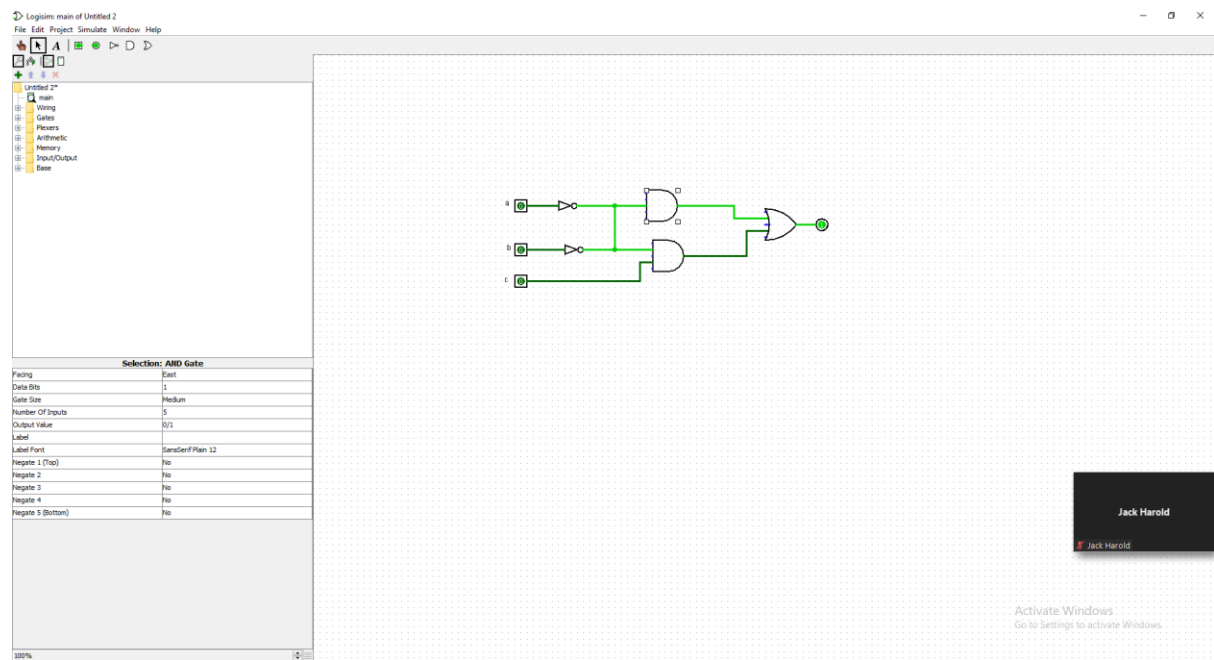 Logisim: main of Untitled 2
File Edit Project Simulate Window Help
A
Untitled 2*
main
Wiring
Gates
Plexers
Arithmetic
Memory
Input/Output
Base
a
b
c
Selection: AND Gate
Facing East
Data Bits 1
Gate Size Medium
Number Of Inputs 5
Output Value 0/1
Label
Label Font SansSerif Plain 12
Negate 1 (Top) No
Negate 2 No
Negate 3 No
Negate 4 No
Negate 5 (Bottom) No
Jack Harold
Jack Harold
Activate Windows
Go to Settings to activate Windows.
100%